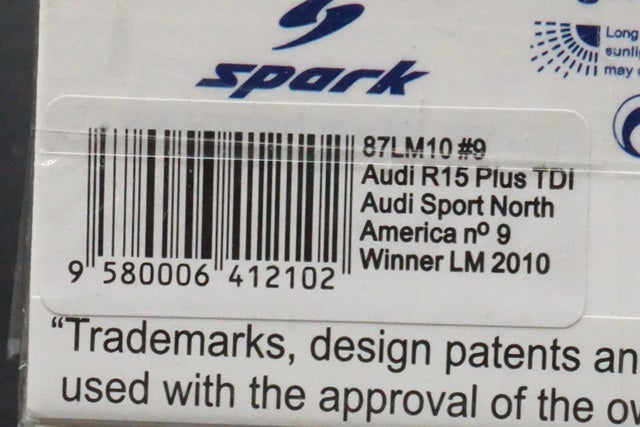 spark
Long
sunli
may
87LM10 #9
Audi R15 Plus TDI
Audi Sport North
America nº 9
Winner LM 2010
9 580006 412102
“Trademarks, design patents an
used with the approval of the ow